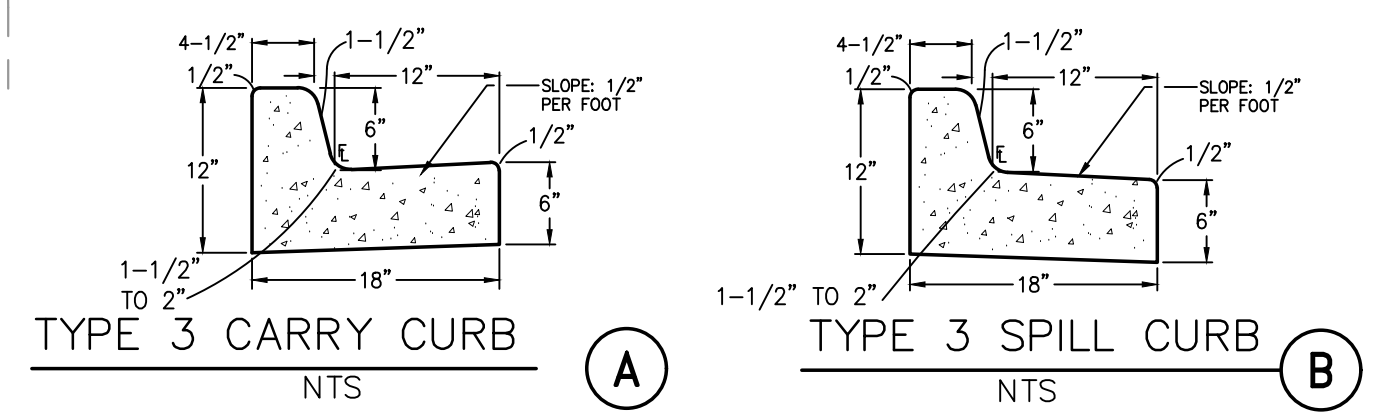 4-1/2"
1-1/2"
1/2"
12"
SLOPE: 1/2"
PER FOOT
6"
FL
1/2"
12"
6"
1-1/2"
TO 2"
18"
TYPE 3 CARRY CURB
NTS
A
4-1/2"
1-1/2"
1/2"
12"
SLOPE: 1/2"
PER FOOT
6"
FL
1/2"
12"
6"
1-1/2" TO 2"
18"
TYPE 3 SPILL CURB
NTS
B